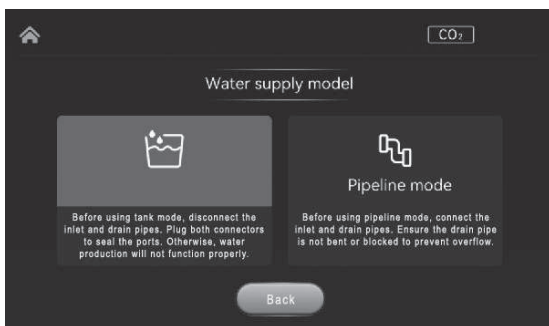 CO₂
Water supply model
Before using tank mode, disconnect the
inlet and drain pipes. Plug both connectors
to seal the ports. Otherwise, water
production will not function properly.
Pipeline mode
Before using pipeline mode, connect the
inlet and drain pipes. Ensure the drain pipe
is not bent or blocked to prevent overflow.
Back